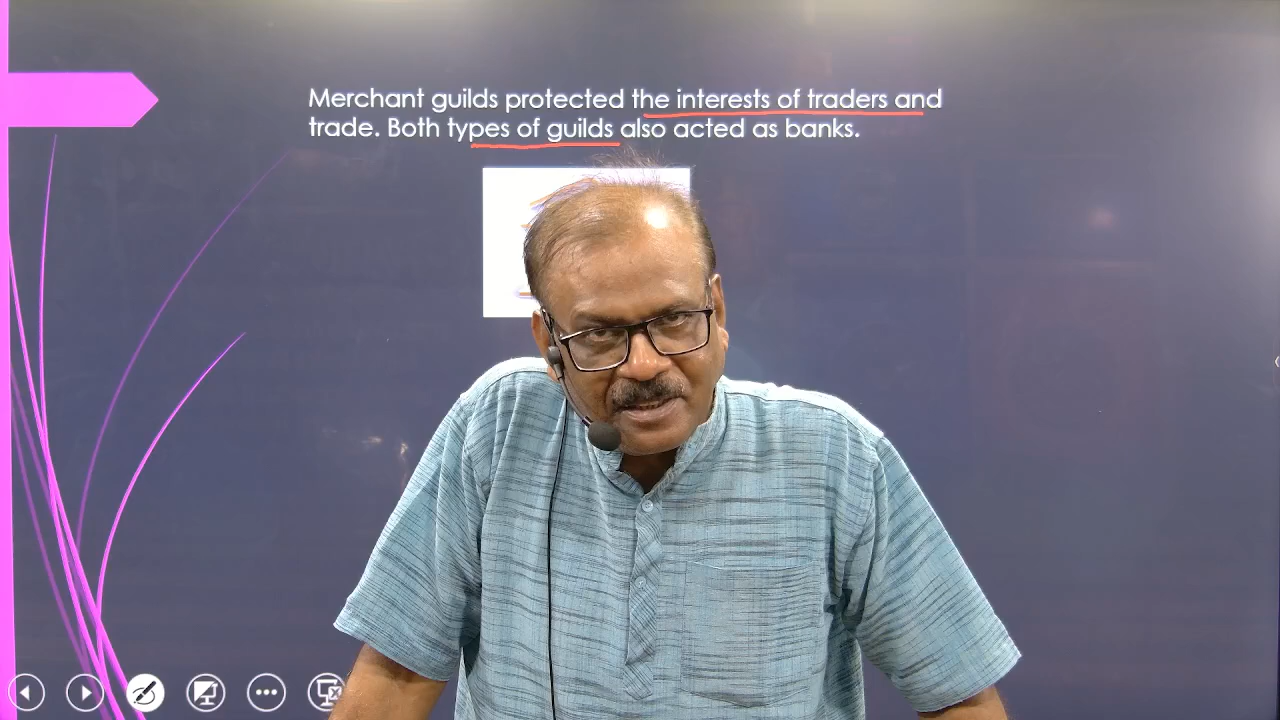 Merchant guilds protected the interests of traders and
trade. Both types of guilds also acted as banks.